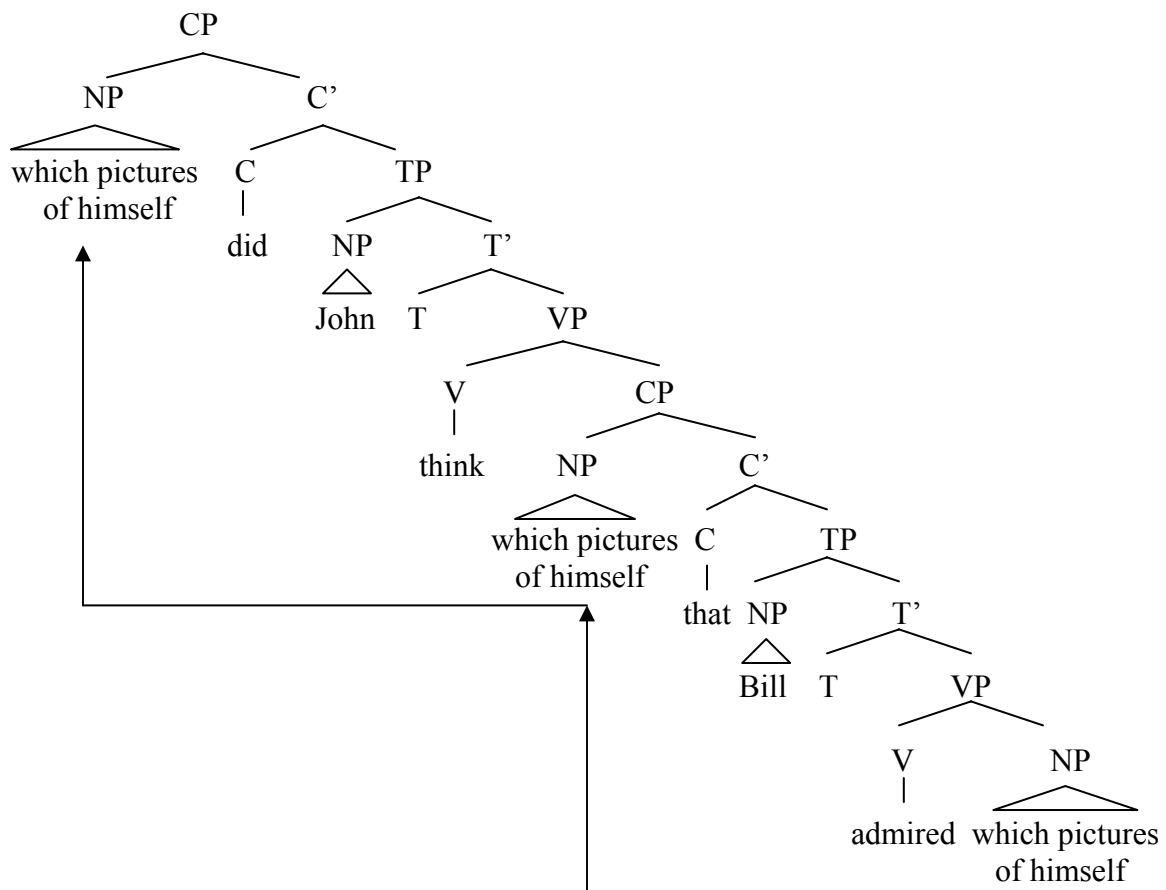 CP
NP C’
which pictures C TP
of himself
did NP T’
John T VP
V CP
think NP C’
which pictures C TP
of himself
that NP T’
Bill T VP
V NP
admired which pictures
of himself